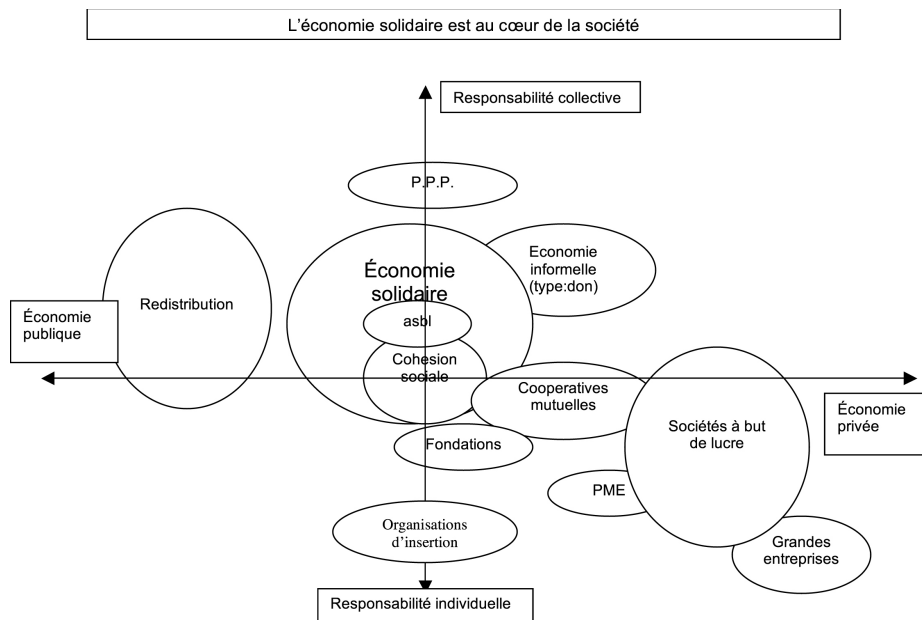 L'économie solidaire est au cœur de la société
Responsabilité collective
P.P.P.
Economie
informelle
(type:don)
Économie
solidaire
Redistribution
Économie
publique
asbl
Cohesion
sociale
Cooperatives
mutuelles
Sociétés à but
de lucre
Économie
privée
Fondations
PME
Organisations
d'insertion
Grandes
entreprises
Responsabilité individuelle